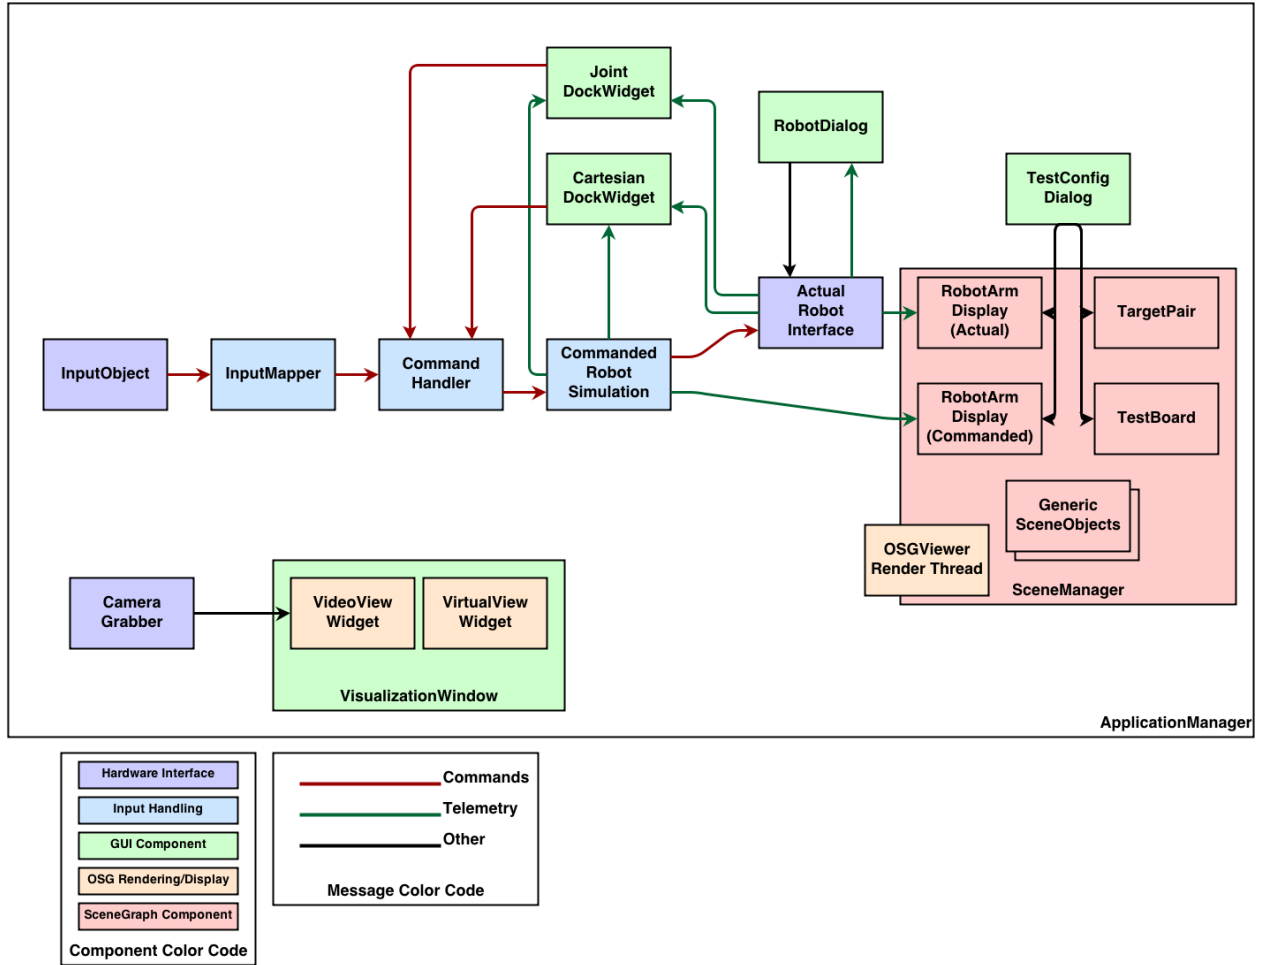 Joint
DockWidget
RobotDialog
Cartesian
DockWidget
TestConfig
Dialog
Actual
Robot
Interface
RobotArm
Display
(Actual)
TargetPair
InputObject
InputMapper
Command
Handler
Commanded
Robot
Simulation
RobotArm
Display
(Commanded)
TestBoard
Generic
SceneObjects
OSGViewer
Render Thread
SceneManager
Camera
Grabber
VideoView
Widget
VirtualView
Widget
VisualizationWindow
ApplicationManager
Hardware Interface
Input Handling
GUI Component
OSG Rendering/Display
SceneGraph Component
Component Color Code
Commands
Telemetry
Other
Message Color Code